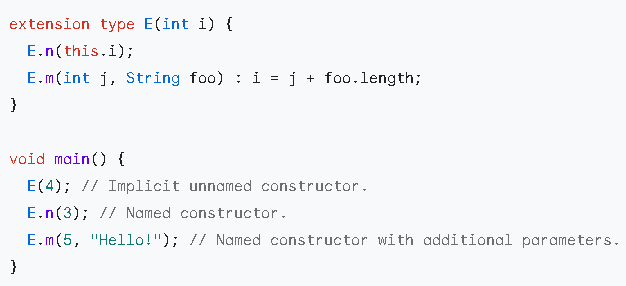 extension type E(int i) {
  E.n(this.i);
  E.m(int j, String foo) : i = j + foo.length;
}

void main() {
  E(4); // Implicit unnamed constructor.
  E.n(3); // Named constructor.
  E.m(5, "Hello!"); // Named constructor with additional parameters.
}